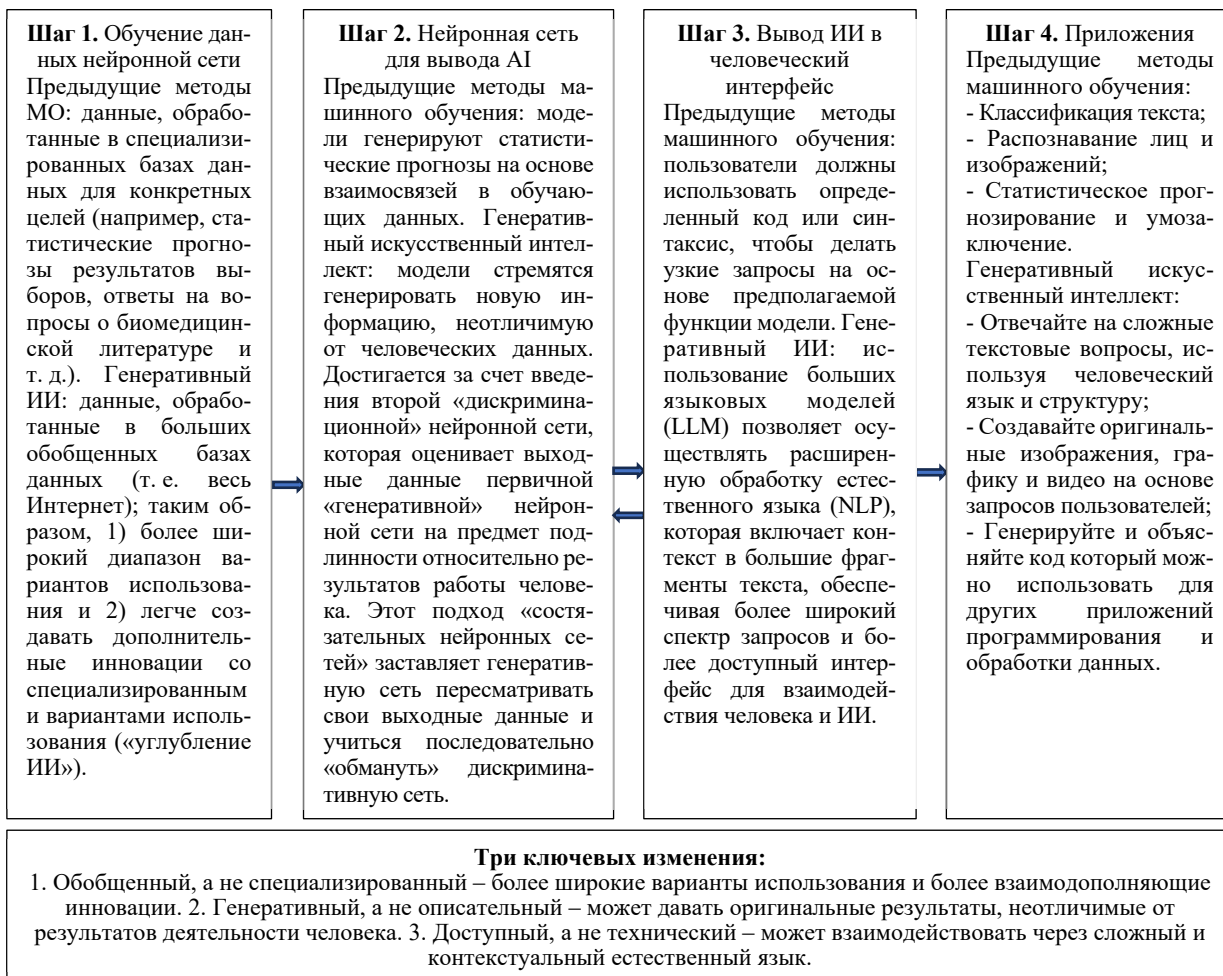 Шаг 1. Обучение дан-
ных нейронной сети
Предыдущие методы
МО: данные, обрабо-
танные в специализи-
рованных базах дан-
ных для конкретных
целей (например, ста-
тистические прогно-
зы результатов вы-
боров, ответы на во-
просы о биомедицин-
ской литературе и
т. д.). Генеративный
ИИ: данные, обрабо-
танные в больших
обобщенных базах
данных (т. е. весь
Интернет); таким об-
разом, 1) более ши-
рокий диапазон ва-
риантов использова-
ния и 2) легче соз-
давать дополнитель-
ные инновации со
специализированным
и вариантами исполь-
зования («углубление
ИИ»).
Шаг 2. Нейронная сеть
для вывода AI
Предыдущие методы ма-
шинного обучения: моде-
ли генерируют статисти-
ческие прогнозы на основе
взаимосвязей в обучаю-
щих данных. Генератив-
ный искусственный интел-
лект: модели стремятся
генерировать новую ин-
формацию, неотличимую
от человеческих данных.
Достигается за счет введе-
ния второй «дискримина-
ционной» нейронной сети,
которая оценивает выход-
ные данные первичной
«генеративной» нейрон-
ной сети на предмет под-
линности относительно ре-
зультатов работы челове-
ка. Этот подход «состя-
зательных нейронных се-
тей» заставляет генератив-
ную сеть пересматривать
свои выходные данные и
учиться последовательно
«обмануть» дискримина-
тивную сеть.
Шаг 3. Вывод ИИ в
человеческий
интерфейс
Предыдущие методы
машинного обучения:
пользователи должны
использовать опреде-
ленный код или син-
таксис, чтобы делать
узкие запросы на ос-
нове предполагаемой
функции модели. Гене-
ративный ИИ: ис-
пользование больших
языковых моделей
(LLM) позволяет осу-
ществлять расширен-
ную обработку есте-
ственного языка (NLP),
которая включает кон-
текст в большие фраг-
менты текста, обеспе-
чивая более широкий
спектр запросов и бо-
лее доступный интер-
фейс для взаимодей-
ствия человека и ИИ.
Шаг 4. Приложения
Предыдущие методы
машинного обучения:
- Классификация текста;
- Распознавание лиц и
изображений;
- Статистическое прог-
нозирование и умоза-
ключение.
Генеративный искус-
ственный интеллект:
- Отвечайте на сложные
текстовые вопросы, ис-
пользуя человеческий
язык и структуру;
- Создавайте оригиналь-
ные изображения, гра-
фику и видео на основе
запросов пользователей;
- Генерируйте и объяс-
няйте код который мож-
но использовать для
других приложений
программирования и
обработки данных.
Три ключевых изменения:
1. Обобщенный, а не специализированный – более широкие варианты использования и более взаимодополняющие
инновации. 2. Генеративный, а не описательный – может давать оригинальные результаты, неотличимые от
результатов деятельности человека. 3. Доступный, а не технический – может взаимодействовать через сложный и
контекстуальный естественный язык.